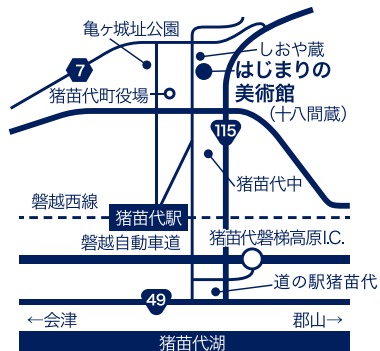 亀ヶ城址公園
しおや蔵
7
はじまりの
美術館
(十八間蔵)
猪苗代町役場
115
猪苗代中
磐越西線
猪苗代駅
磐越自動車道
猪苗代磐梯高原I.C.
道の駅猪苗代
49
←会津
郡山→
猪苗代湖